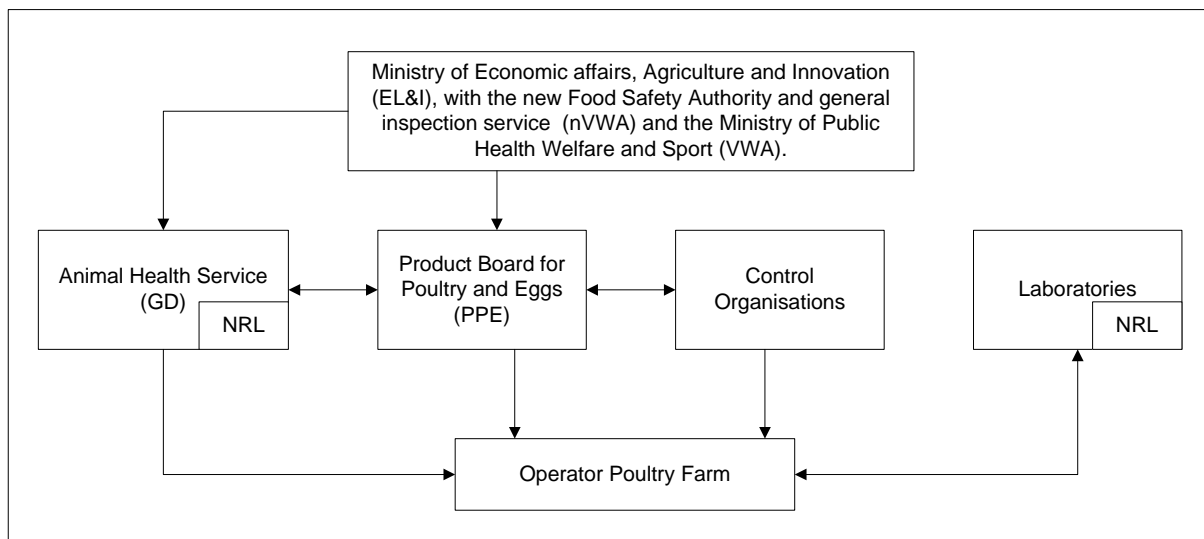 Ministry of Economic affairs, Agriculture and Innovation
(EL&I), with the new Food Safety Authority and general
inspection service  (nVWA) and the Ministry of Public
Health Welfare and Sport (VWA).
Animal Health Service
(GD)
NRL
Product Board for
Poultry and Eggs
(PPE)
Control
Organisations
Laboratories
NRL
Operator Poultry Farm